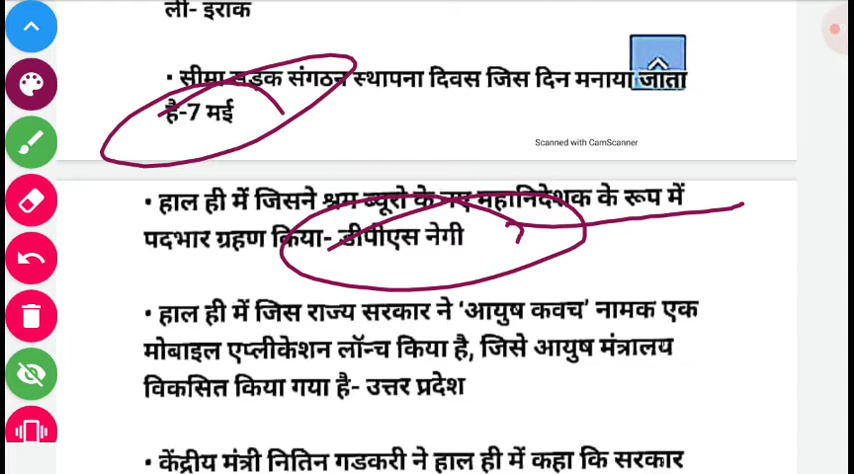 ली- इराक
▪ सीमा सड़क संगठन स्थापना दिवस जिस दिन मनाया जाता
है-7 मई
Scanned with CamScanner
• हाल ही में जिसने श्रम ब्यूरो के नए महानिदेशक के रूप में
पदभार ग्रहण किया- डीपीएस नेगी
• हाल ही में जिस राज्य सरकार ने ‘आयुष कवच’ नामक एक
मोबाइल एप्लीकेशन लॉन्च किया है, जिसे आयुष मंत्रालय
विकसित किया गया है- उत्तर प्रदेश
• केंद्रीय मंत्री नितिन गडकरी ने हाल ही में कहा कि सरकार